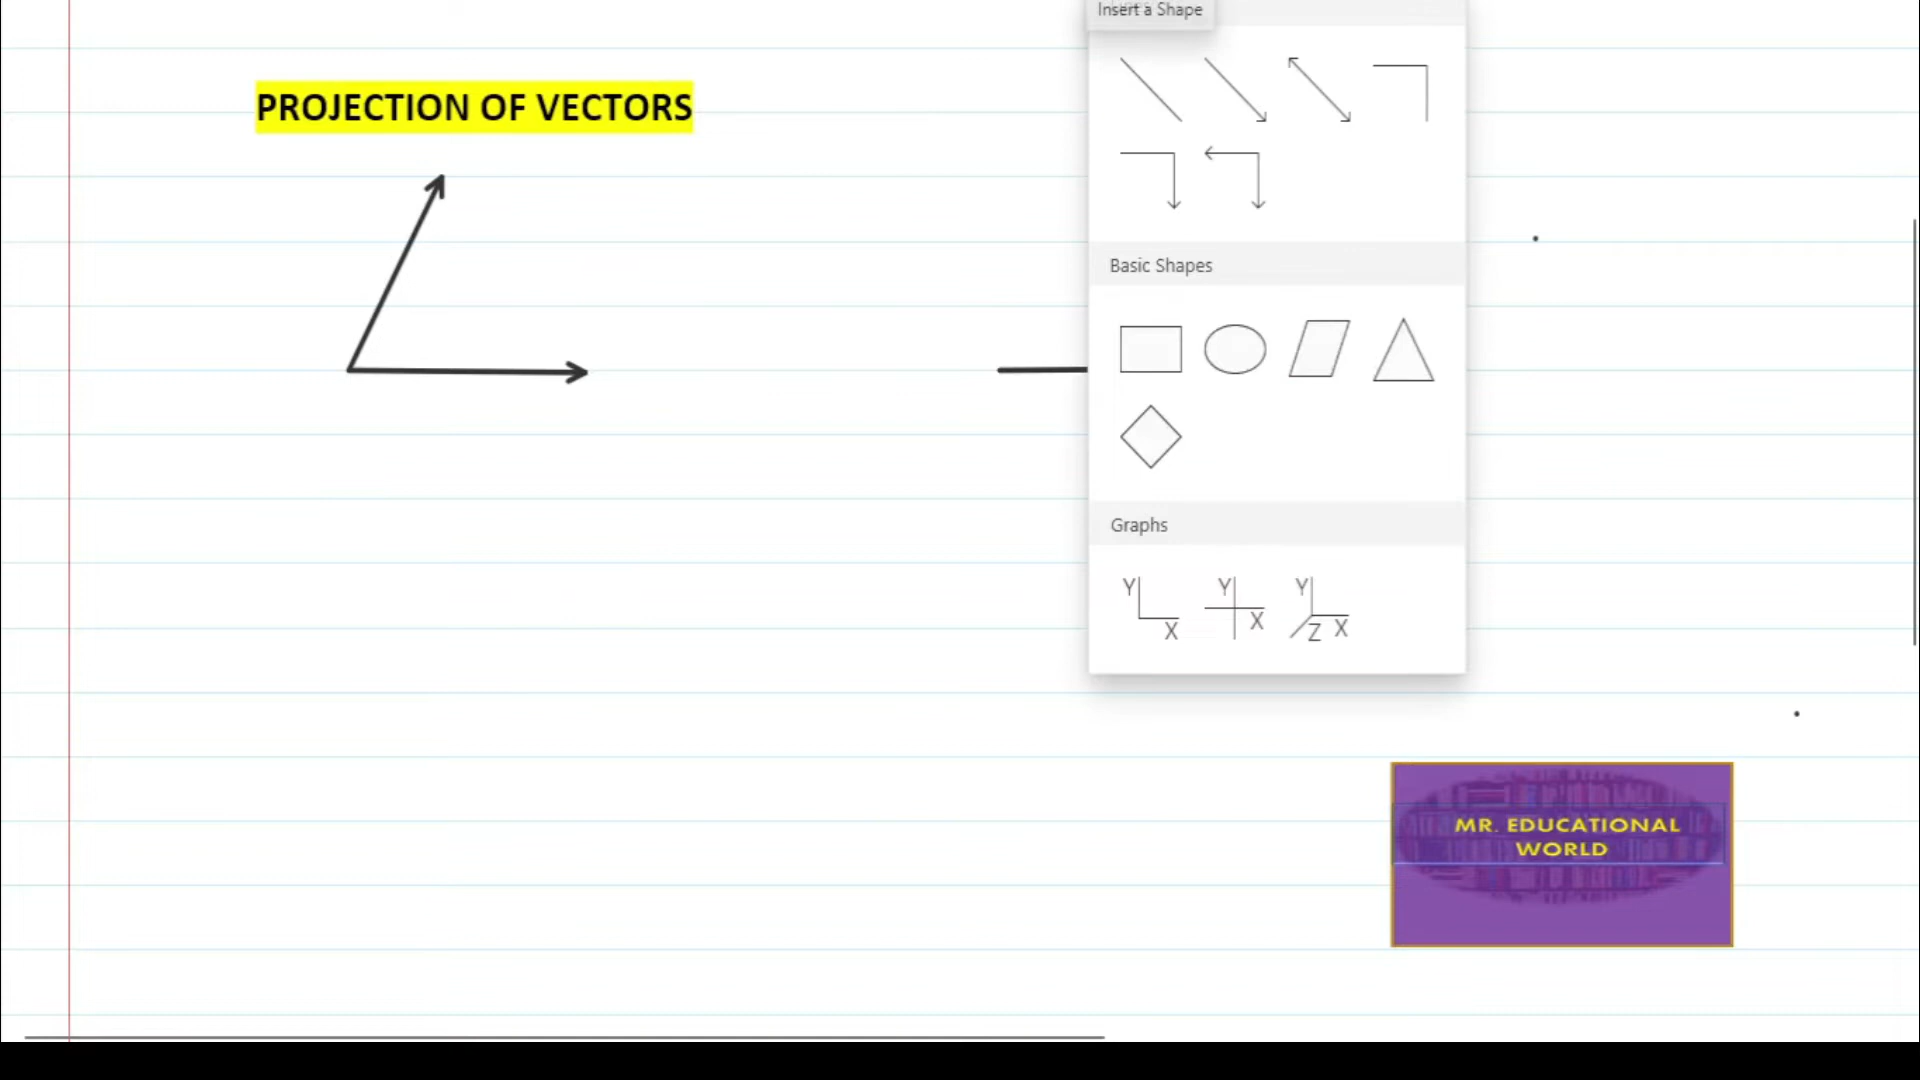 Insert a Shape
PROJECTION OF VECTORS
Basic Shapes
Graphs
Y
X
Y
X
Y
Z
X
MR. EDUCATIONAL
WORLD